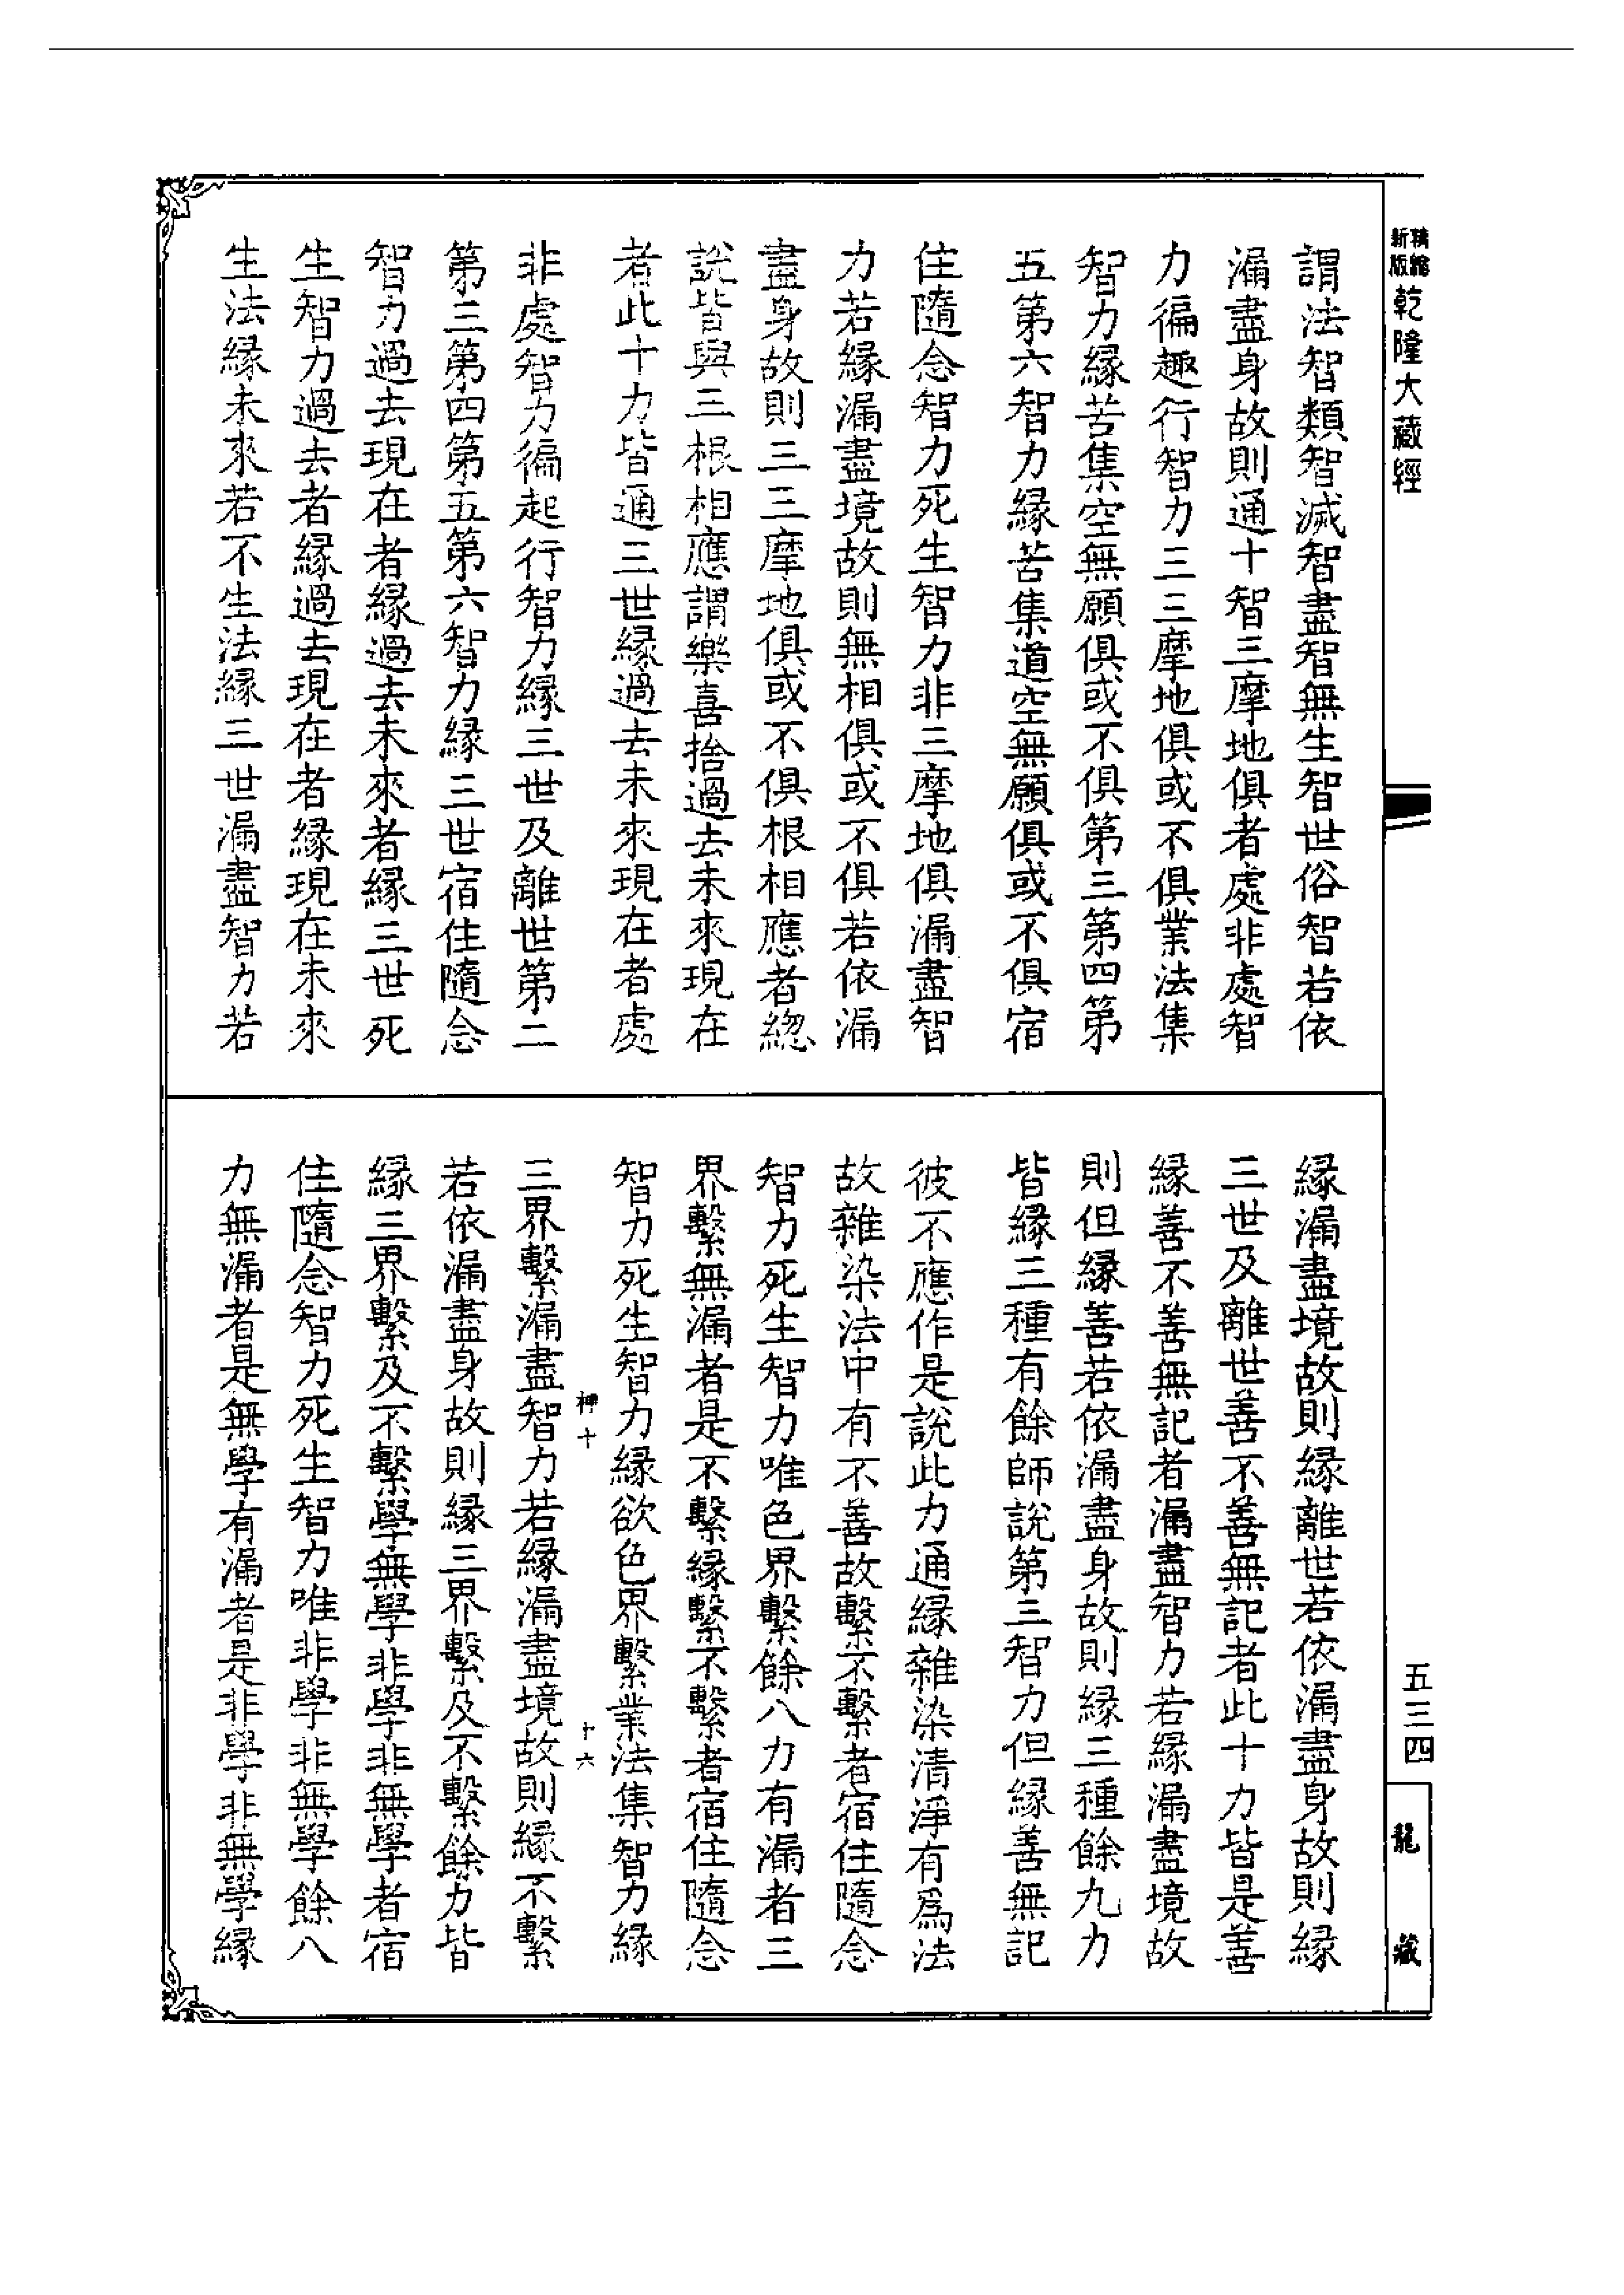 精縮新版乾隆大藏經
謂法智類智滅智盡智無生智世俗智若依
漏盡身故則通十智三摩地俱者處非處智
力徧趣行智力三三摩地俱或不俱業法集
智力緣苦集空無願俱或不俱第三第四第
五第六智力緣苦集道空無願俱或不俱宿
住隨念智力死生智力非三摩地俱漏盡智
力若緣漏盡境故則無相俱或不俱若依漏
盡身故則三三摩地俱或不俱根相應者總
說皆與三根相應謂樂喜捨過去未來現在
者此十力皆通三世緣過去未來現在者處
非處智力徧起行智力緣三世及離世第二
第三第四第五第六智力緣三世宿住隨念
智力過去現在者緣過去未來者緣三世死
生智力過去者緣過去現在者緣現在未來
生法緣未來若不生法緣三世漏盡智力若
緣漏盡境故則緣離世若依漏盡身故則緣
三世及離世善不善無記者此十力皆是善
緣善不善無記者漏盡智力若緣漏盡境故
則但緣善若依漏盡身故則緣三種餘九力
皆緣三種有餘師說第三智力但緣善無記
彼不應作是說此力通緣雜染清淨有爲法
故雜染法中有不善故繫不繫者宿住隨念
智力死生智力唯色界繫餘八力有漏者三
界繫無漏者是不繫緣繫不繫者宿住隨念
智力死生智力緣欲色界繫業法集智力緣
神十 十六
三界繫漏盡智力若緣漏盡境故則緣不繫
若依漏盡身故則緣三界繫及不繫餘力皆
緣三界繫及不繫學無學非學非無學者宿
住隨念智力死生智力唯非學非無學餘八
力無漏者是無學有漏者是非學非無學緣
五三四
龍藏